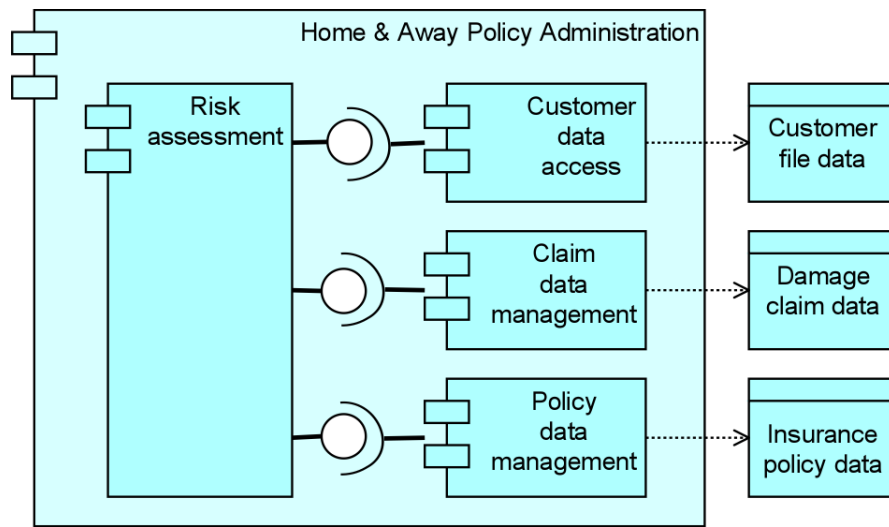 Home & Away Policy Administration
Risk
assessment
Customer
data
access
Customer
file data
Claim
data
management
Damage
claim data
Policy
data
management
Insurance
policy data